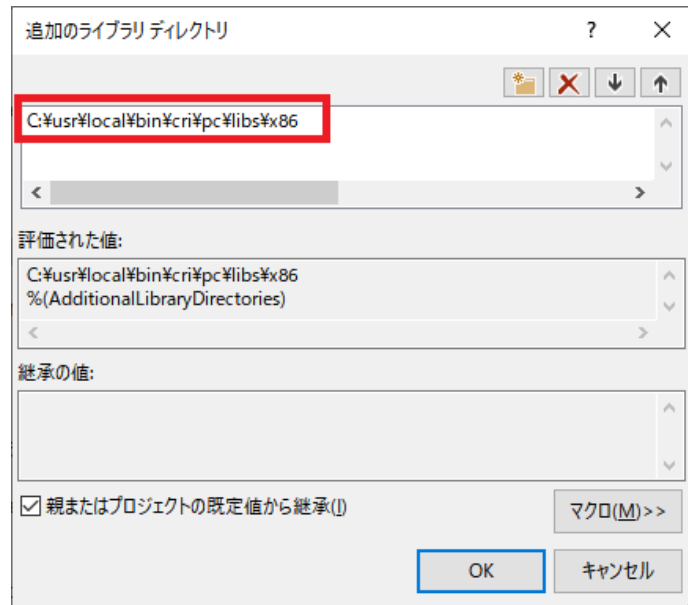 追加のライブラリ ディレクトリ
?
C:¥usr¥local¥bin¥cri¥pc¥libs¥x86
評価された値:
C:¥usr¥local¥bin¥cri¥pc¥libs¥x86
%(AdditionalLibraryDirectories)
継承の値:
親またはプロジェクトの既定値から継承(I)
マクロ(M)>>
OK
キャンセル